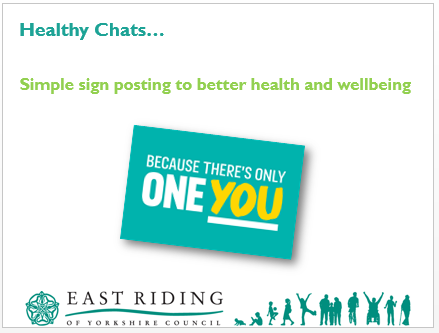 Healthy Chats…
Simple sign posting to better health and wellbeing
BECAUSE THERE'S ONLY
ONE YOU
EAST RIDING
OF YORKSHIRE COUNCIL